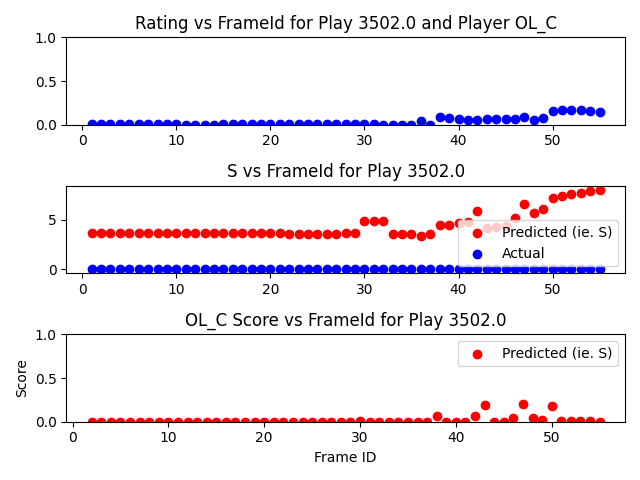 Rating vs FrameId for Play 3502.0 and Player OL_C
1.0
0.5
0.0
0 10 20 30 40 50
S vs FrameId for Play 3502.0
5
0
Predicted (ie. S)
Actual
0 10 20 30 40 50
OL_C Score vs FrameId for Play 3502.0
1.0
0.5
0.0
Score
Predicted (ie. S)
0 10 20 30 40 50
Frame ID